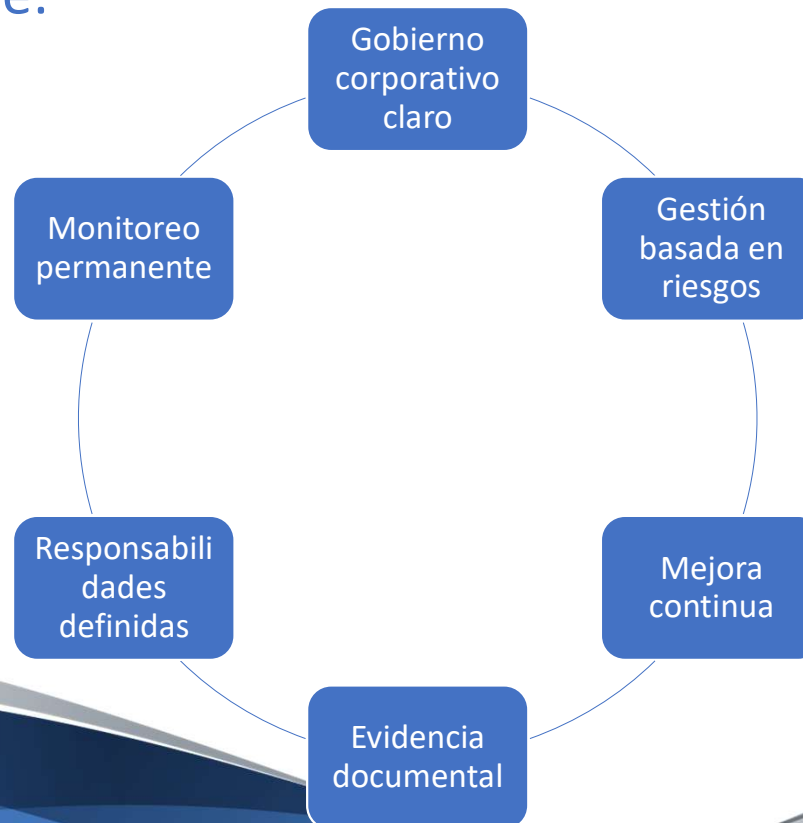 e:
Gobierno
corporativo
claro
Gestión
basada en
riesgos
Mejora
continua
Evidencia
documental
Responsabili
dades
definidas
Monitoreo
permanente